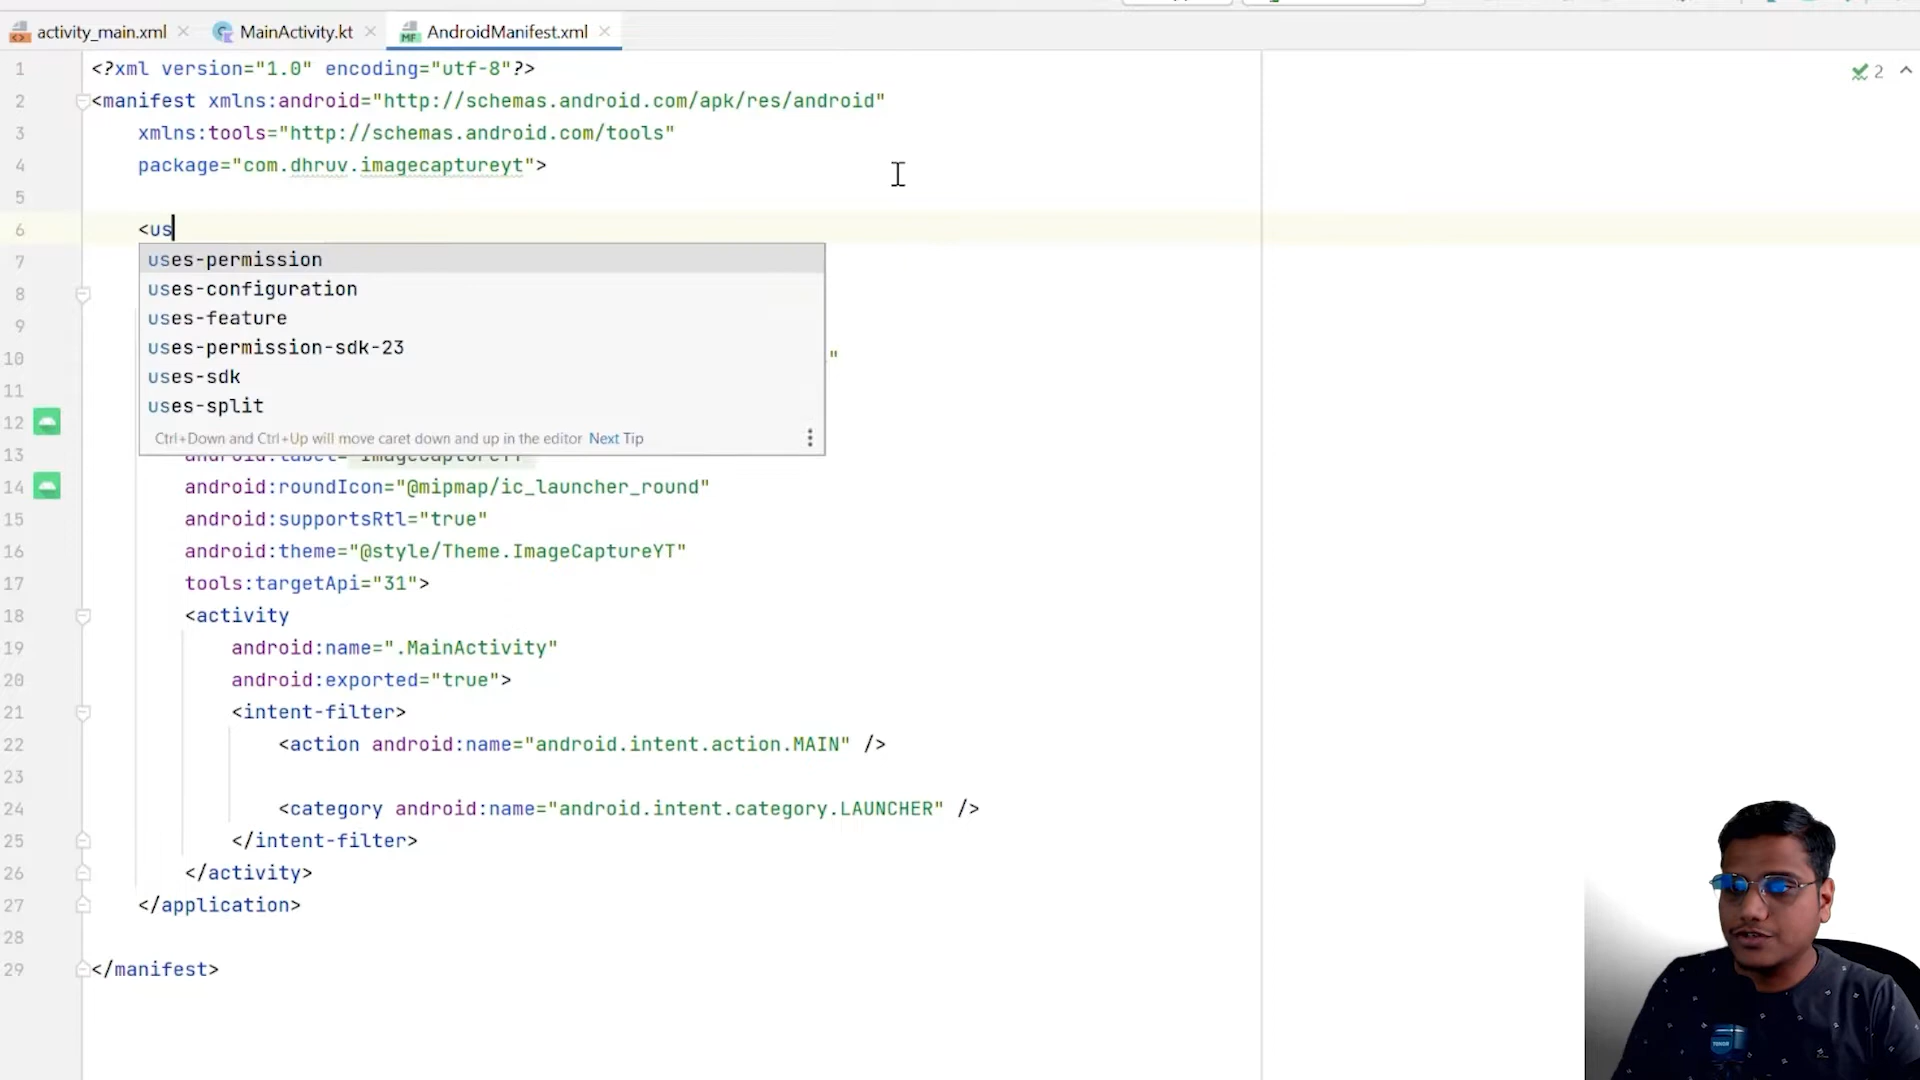 activity_main.xml
MainActivity.kt
AndroidManifest.xml
1 <?xml version="1.0" encoding="utf-8"?>
2 <manifest xmlns:android="http://schemas.android.com/apk/res/android"
3 xmlns:tools="http://schemas.android.com/tools"
4 package="com.dhruv.imagecaptureyt">
5
6 <us
7
8
9
10 "
11
12
13 android:label="ImageCaptureYT"
14 android:roundIcon="@mipmap/ic_launcher_round"
15 android:supportsRtl="true"
16 android:theme="@style/Theme.ImageCaptureYT"
17 tools:targetApi="31">
18 <activity
19 android:name=".MainActivity"
20 android:exported="true">
21 <intent-filter>
22 <action android:name="android.intent.action.MAIN" />
23
24 <category android:name="android.intent.category.LAUNCHER" />
25 </intent-filter>
26 </activity>
27 </application>
28
29 </manifest>
uses-permission
uses-configuration
uses-feature
uses-permission-sdk-23
uses-sdk
uses-split
Ctrl+Down and Ctrl+Up will move caret down and up in the editor Next Tip
2
MF